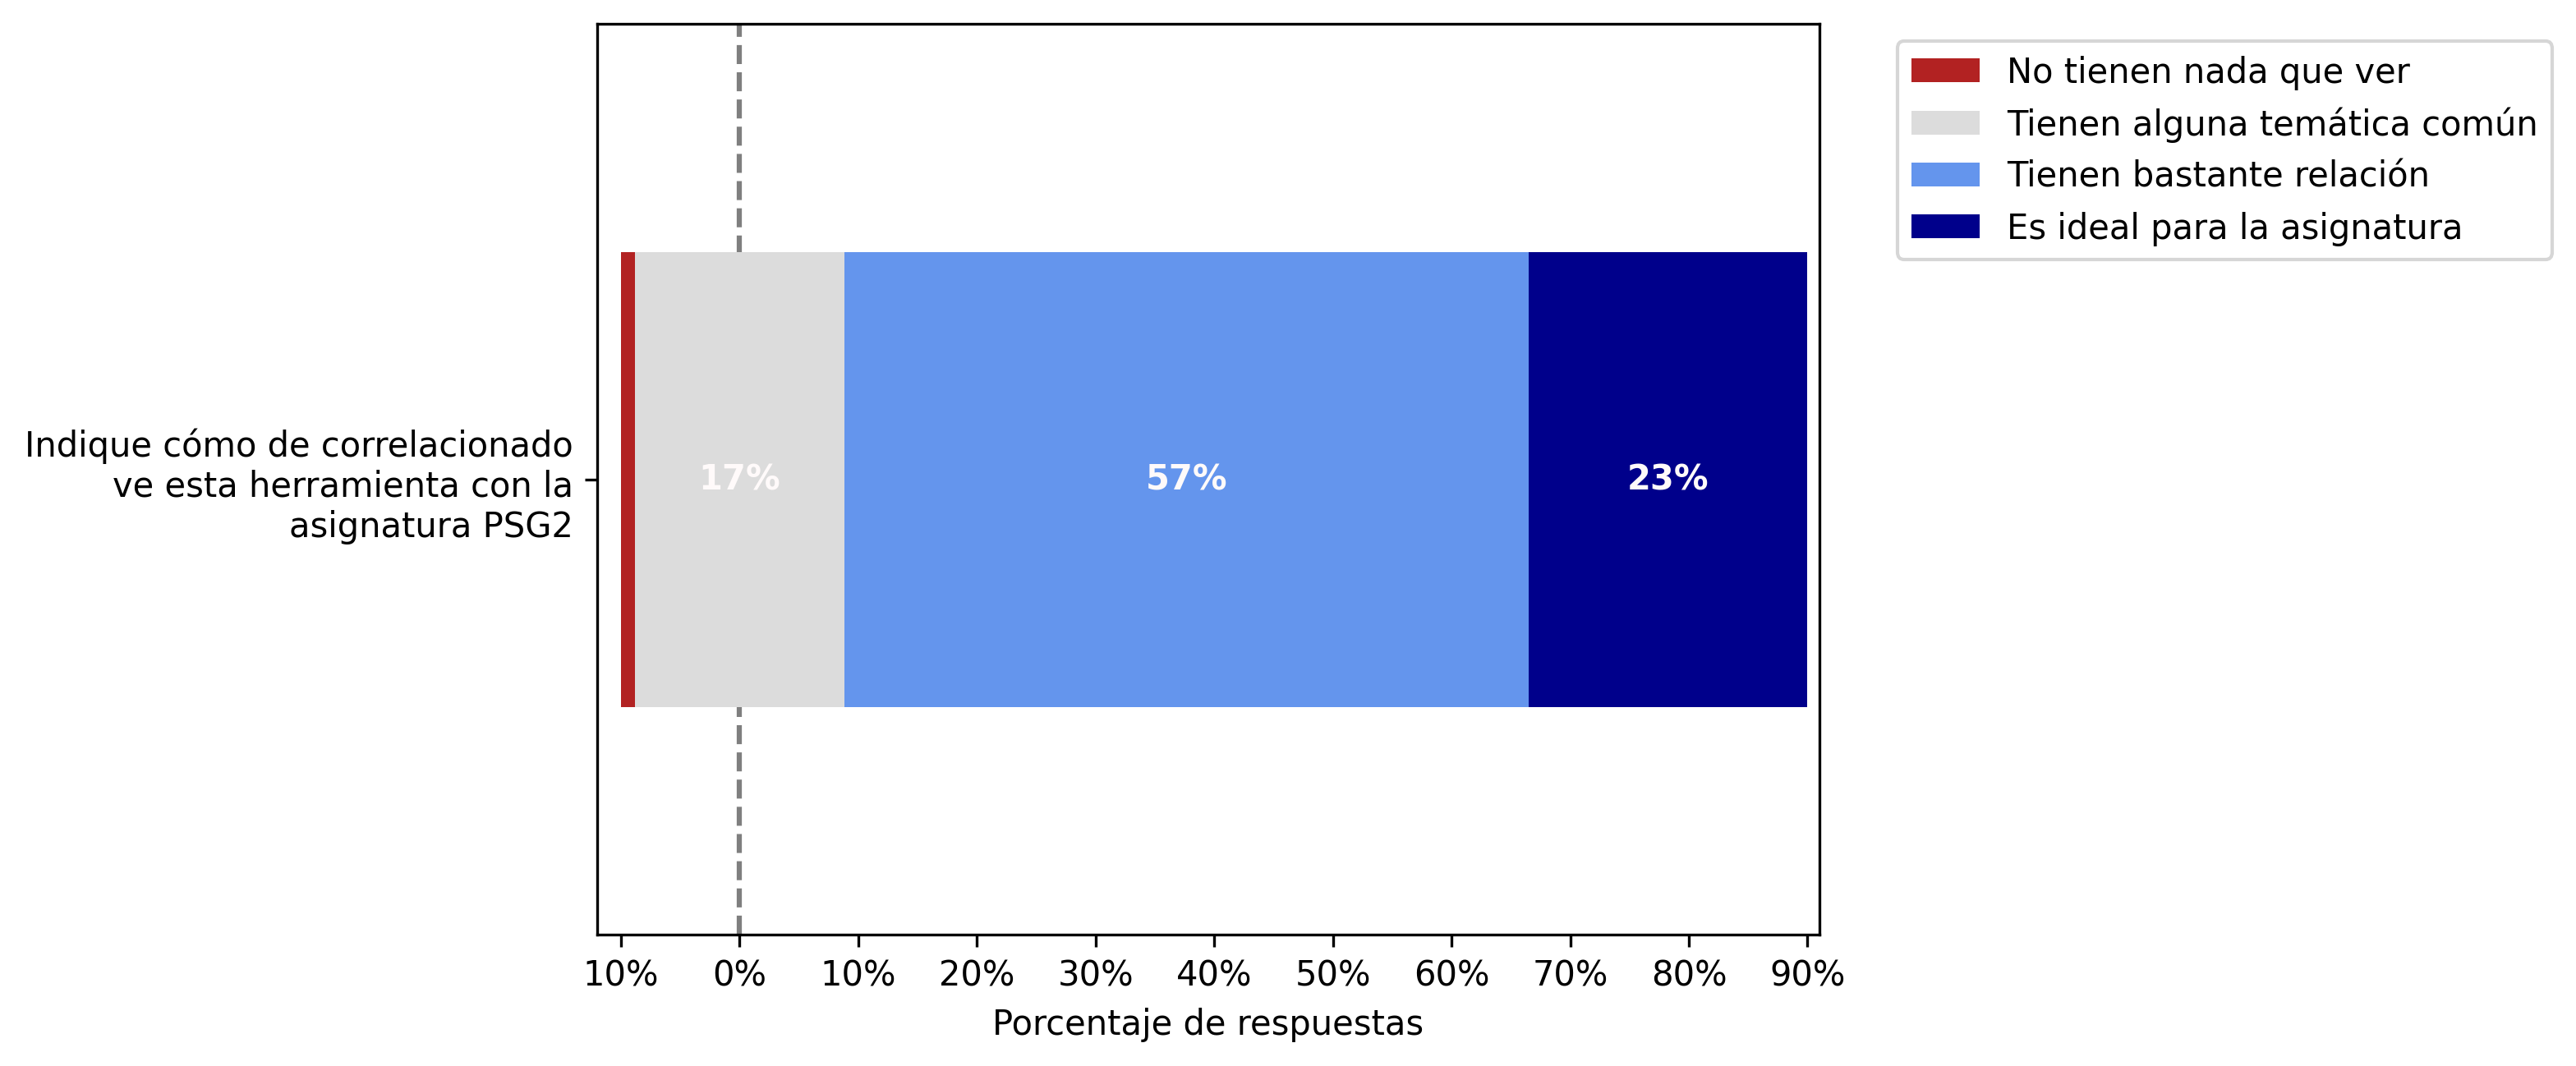 No tienen nada que ver
Tienen alguna temática común
Tienen bastante relación
Es ideal para la asignatura
Indique cómo de correlacionado
ve esta herramienta con la
asignatura PSG2
17%
57%
23%
10%
0%
10%
20%
30%
40%
50%
60%
70%
80%
90%
Porcentaje de respuestas